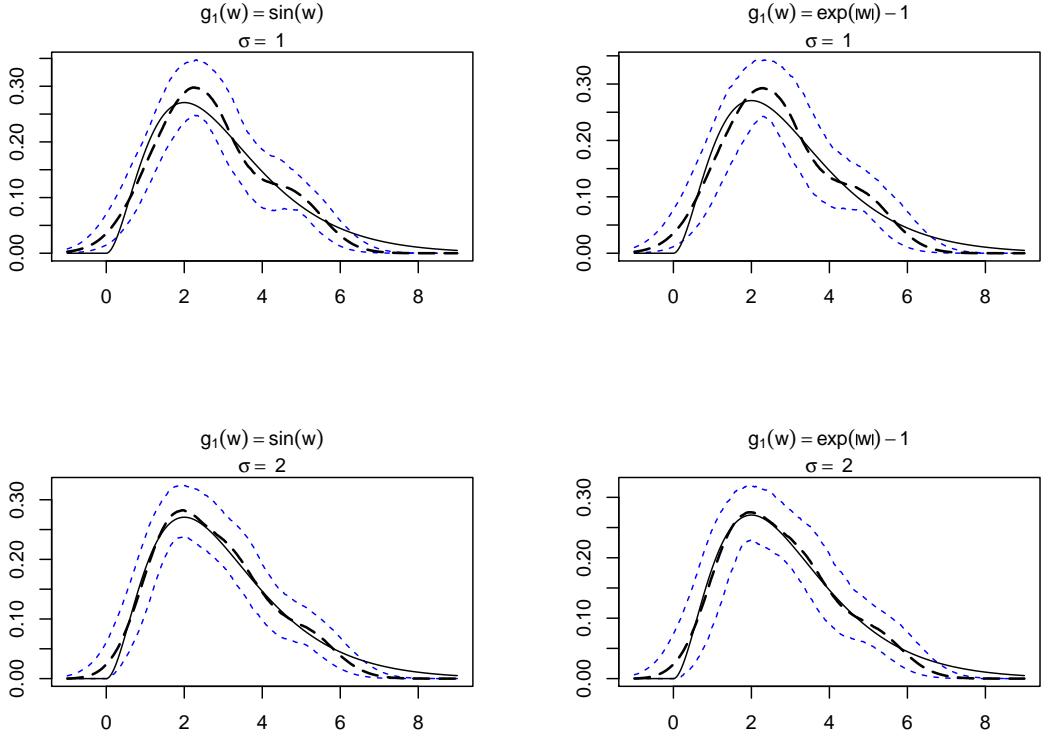 g₁(w) = sin(w)
σ = 1
0.00 0.10 0.20 0.30
0 2 4 6 8
g₁(w) = exp(|w|) − 1
σ = 1
0.00 0.10 0.20 0.30
0 2 4 6 8
g₁(w) = sin(w)
σ = 2
0.00 0.10 0.20 0.30
0 2 4 6 8
g₁(w) = exp(|w|) − 1
σ = 2
0.00 0.10 0.20 0.30
0 2 4 6 8